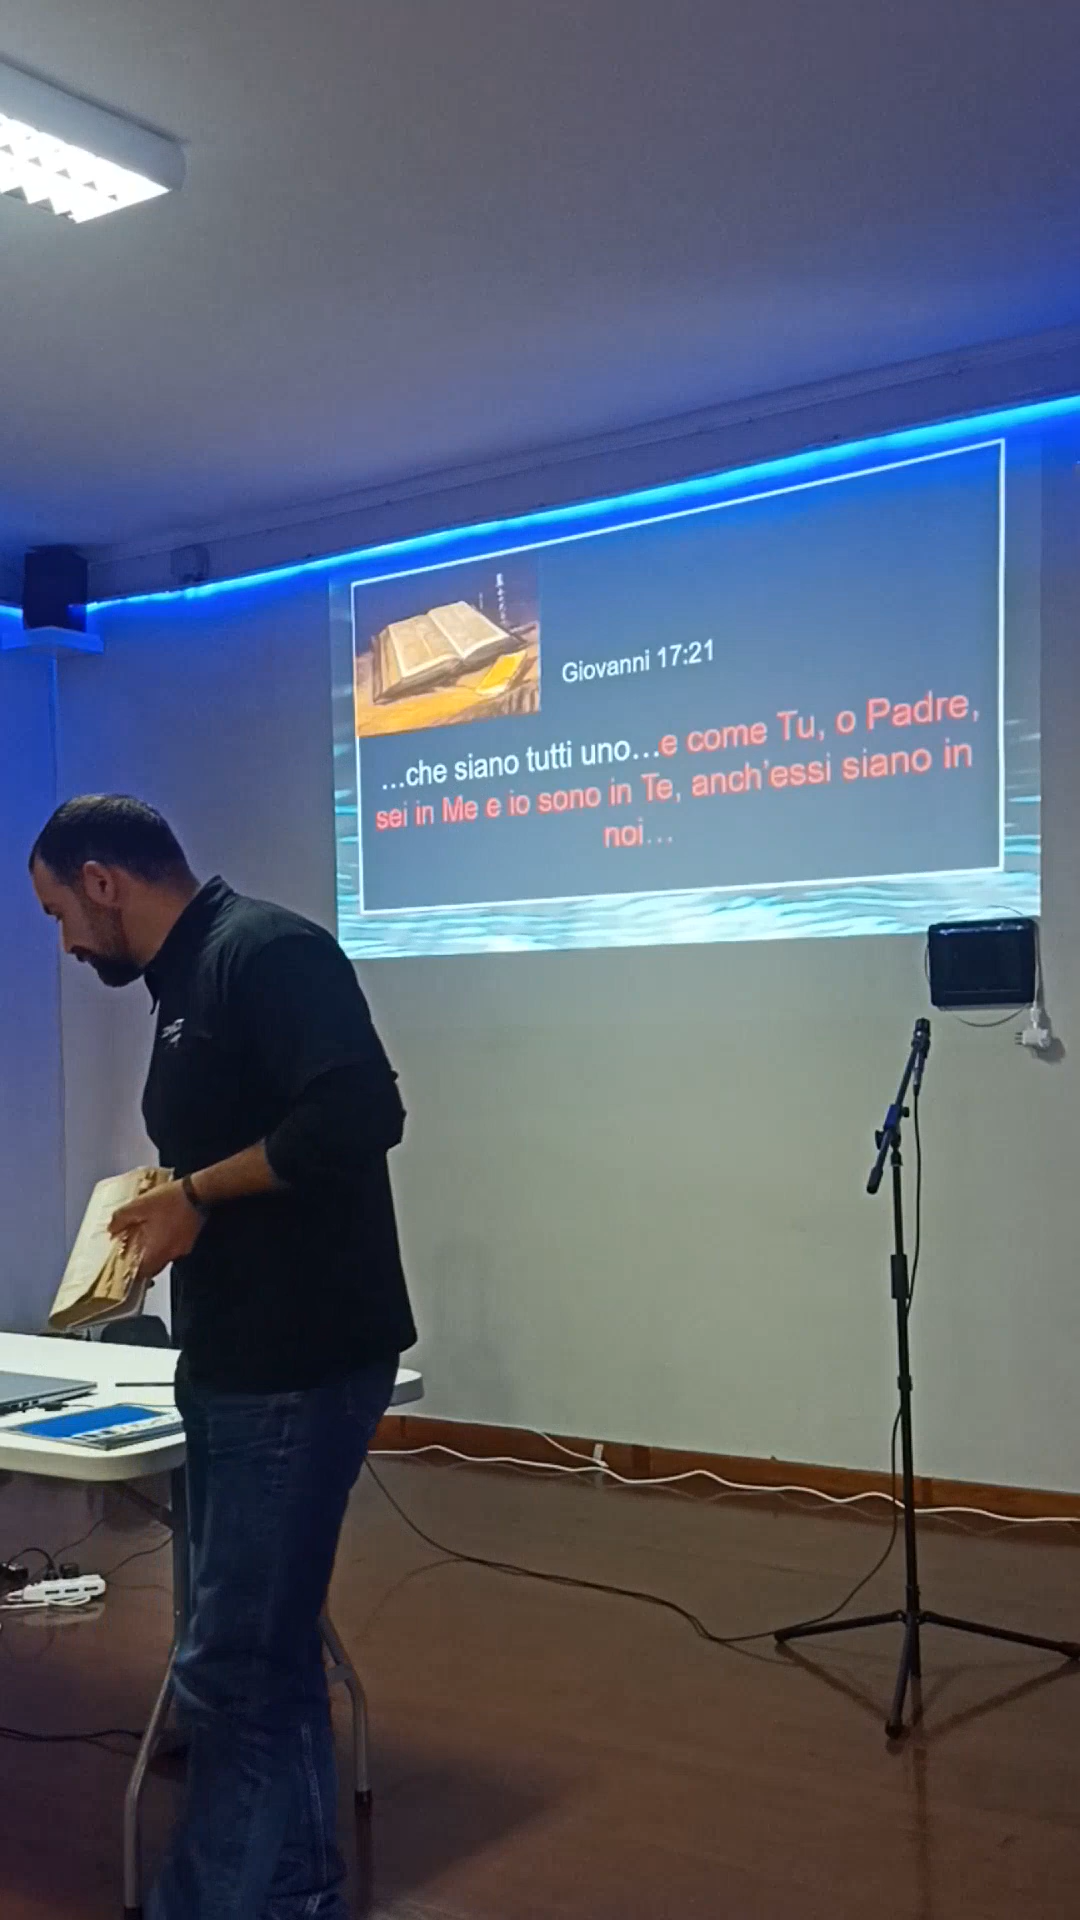 Giovanni 17:21
...che siano tutti uno...e come Tu, o Padre,
sei in Me e io sono in Te, anch'essi siano in
noi...